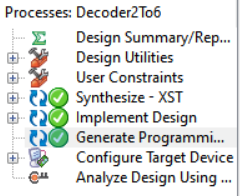 Processes: Decoder2To6
Design Summary/Rep...
Design Utilities
User Constraints
Synthesize - XST
Implement Design
Generate Programmi...
Configure Target Device
Analyze Design Using ...